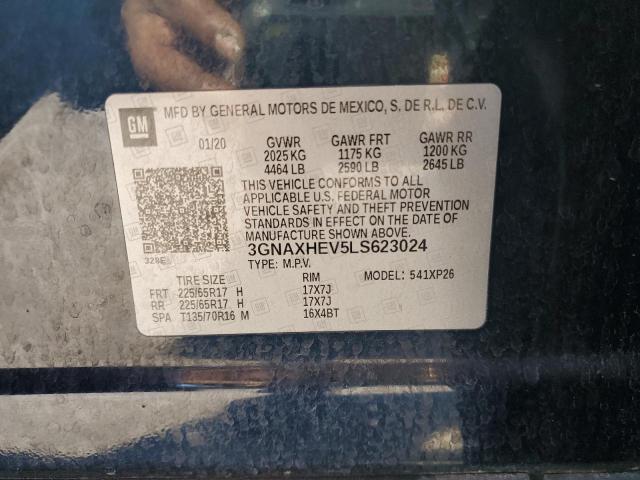 GM
MFD BY GENERAL MOTORS DE MEXICO, S. DE R.L. DE C.V.
01/20 GVWR GAWR FRT GAWR RR
2025 KG 1175 KG 1200 KG
4464 LB 2590 LB 2645 LB
THIS VEHICLE CONFORMS TO ALL
APPLICABLE U.S. FEDERAL MOTOR
VEHICLE SAFETY AND THEFT PREVENTION
STANDARDS IN EFFECT ON THE DATE OF
MANUFACTURE SHOWN ABOVE.
3GNAXHEV5LS623024
328E TYPE: M.P.V.
TIRE SIZE RIM MODEL: 541XP26
FRT 225/65R17 H 17X7J
RR 225/65R17 H 17X7J
SPA T135/70R16 M 16X4BT